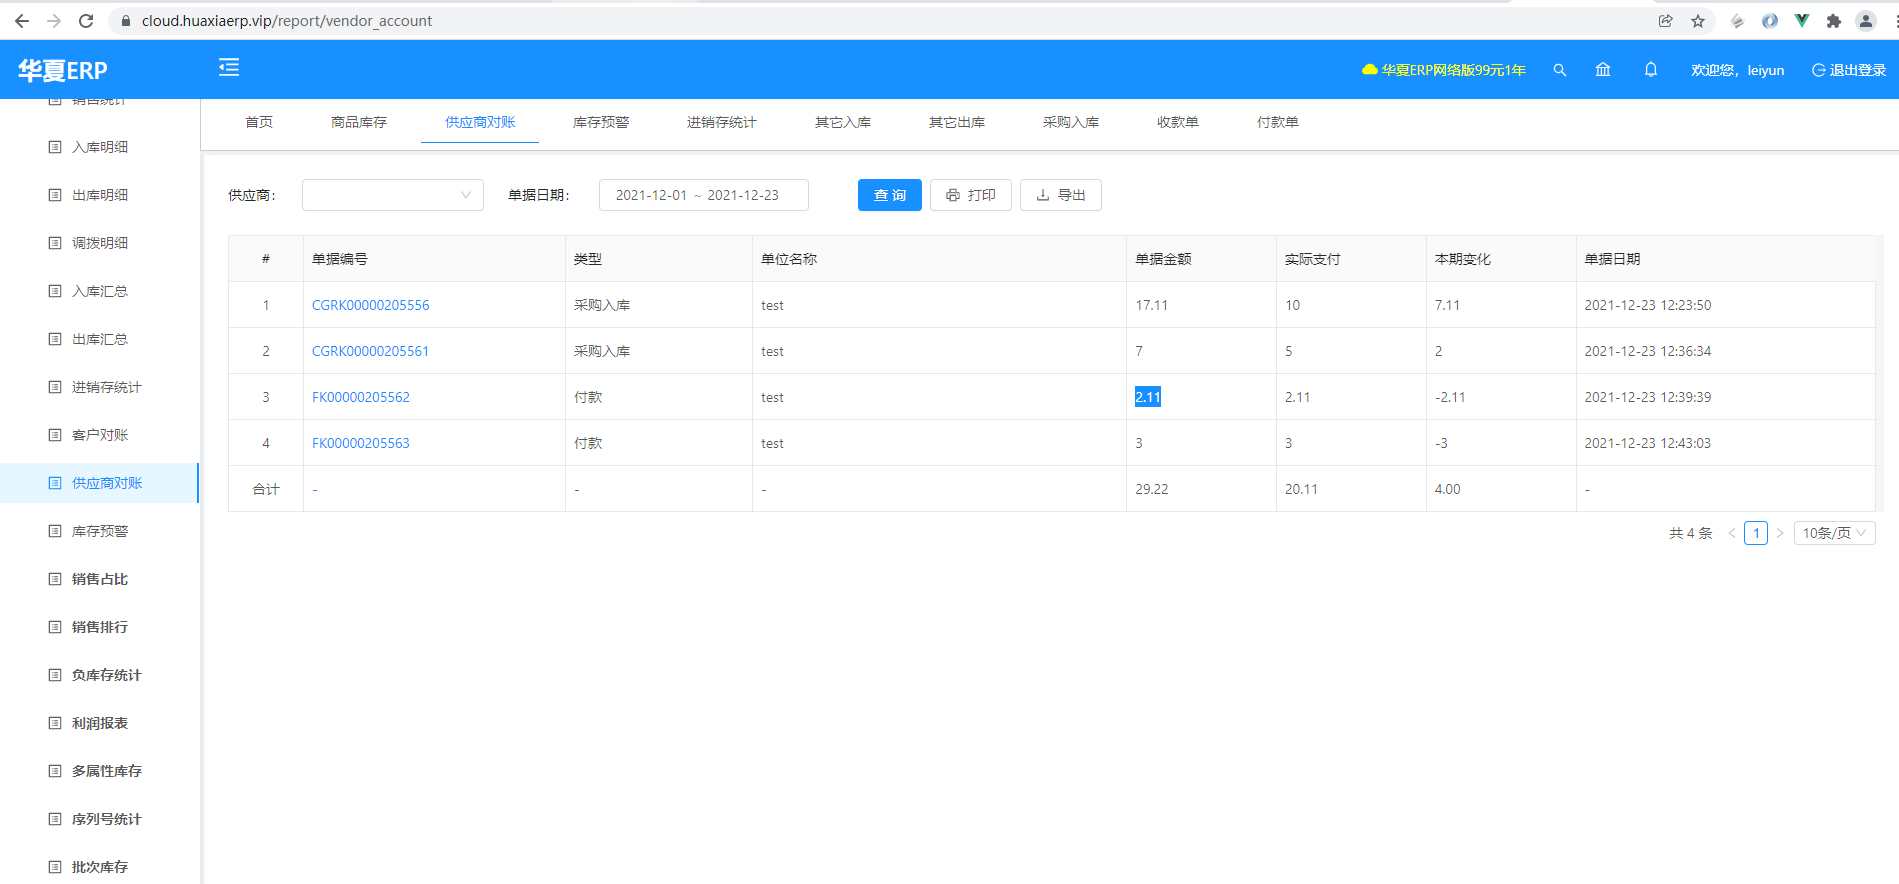 cloud.huaxiaerp.vip/report/vendor_account
华夏ERP
华夏ERP网络版99元1年
欢迎您，leiyun
退出登录
销售统计
入库明细
出库明细
调拨明细
入库汇总
出库汇总
进销存统计
客户对账
供应商对账
库存预警
销售占比
销售排行
负库存统计
利润报表
多属性库存
序列号统计
批次库存
首页 商品库存 供应商对账 库存预警 进销存统计 其它入库 其它出库 采购入库 收款单 付款单
供应商： 单据日期： 2021-12-01 ~ 2021-12-23 查 询 打印 导出
# 单据编号 类型 单位名称 单据金额 实际支付 本期变化 单据日期
1 CGRK00000205556 采购入库 test 17.11 10 7.11 2021-12-23 12:23:50
2 CGRK00000205561 采购入库 test 7 5 2 2021-12-23 12:36:34
3 FK00000205562 付款 test 2.11 2.11 -2.11 2021-12-23 12:39:39
4 FK00000205563 付款 test 3 3 -3 2021-12-23 12:43:03
合计 - - - 29.22 20.11 4.00 -
共 4 条 < 1 > 10条/页